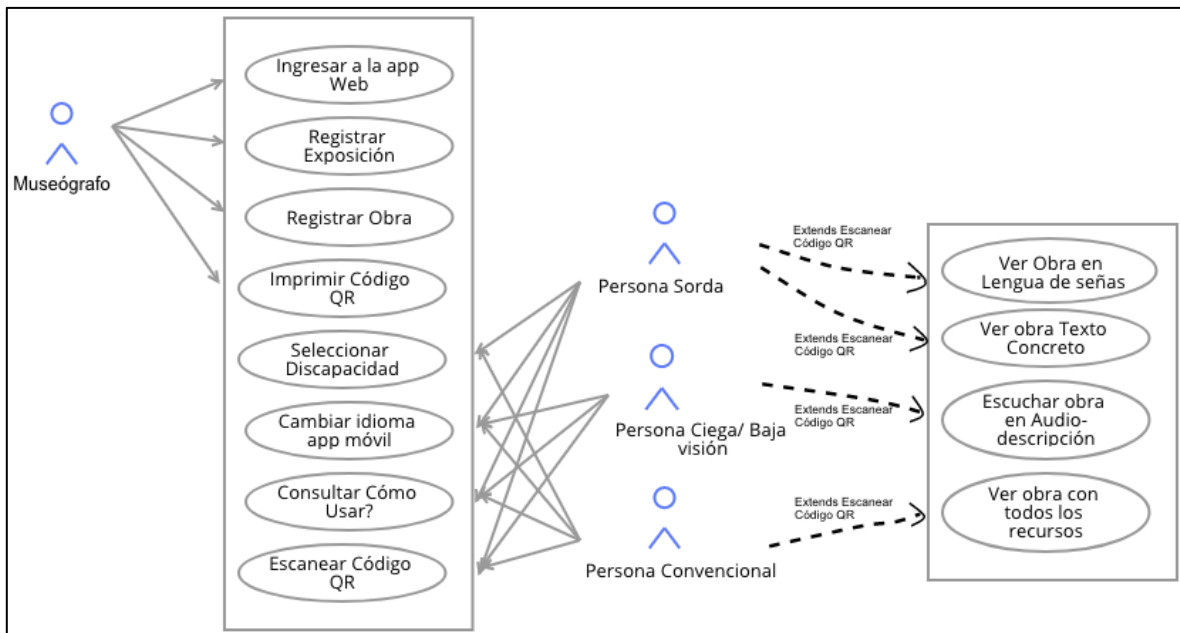 Museógrafo
Ingresar a la app
Web
Registrar
Exposición
Registrar Obra
Imprimir Código
QR
Seleccionar
Discapacidad
Cambiar idioma
app móvil
Consultar Cómo
Usar?
Escanear Código
QR
Persona Sorda
Persona Ciega/ Baja
visión
Persona Convencional
Extends Escanear
Código QR
Extends Escanear
Código QR
Extends Escanear
Código QR
Extends Escanear
Código QR
Ver Obra en
Lengua de señas
Ver obra Texto
Concreto
Escuchar obra
en Audio-
descripción
Ver obra con
todos los
recursos